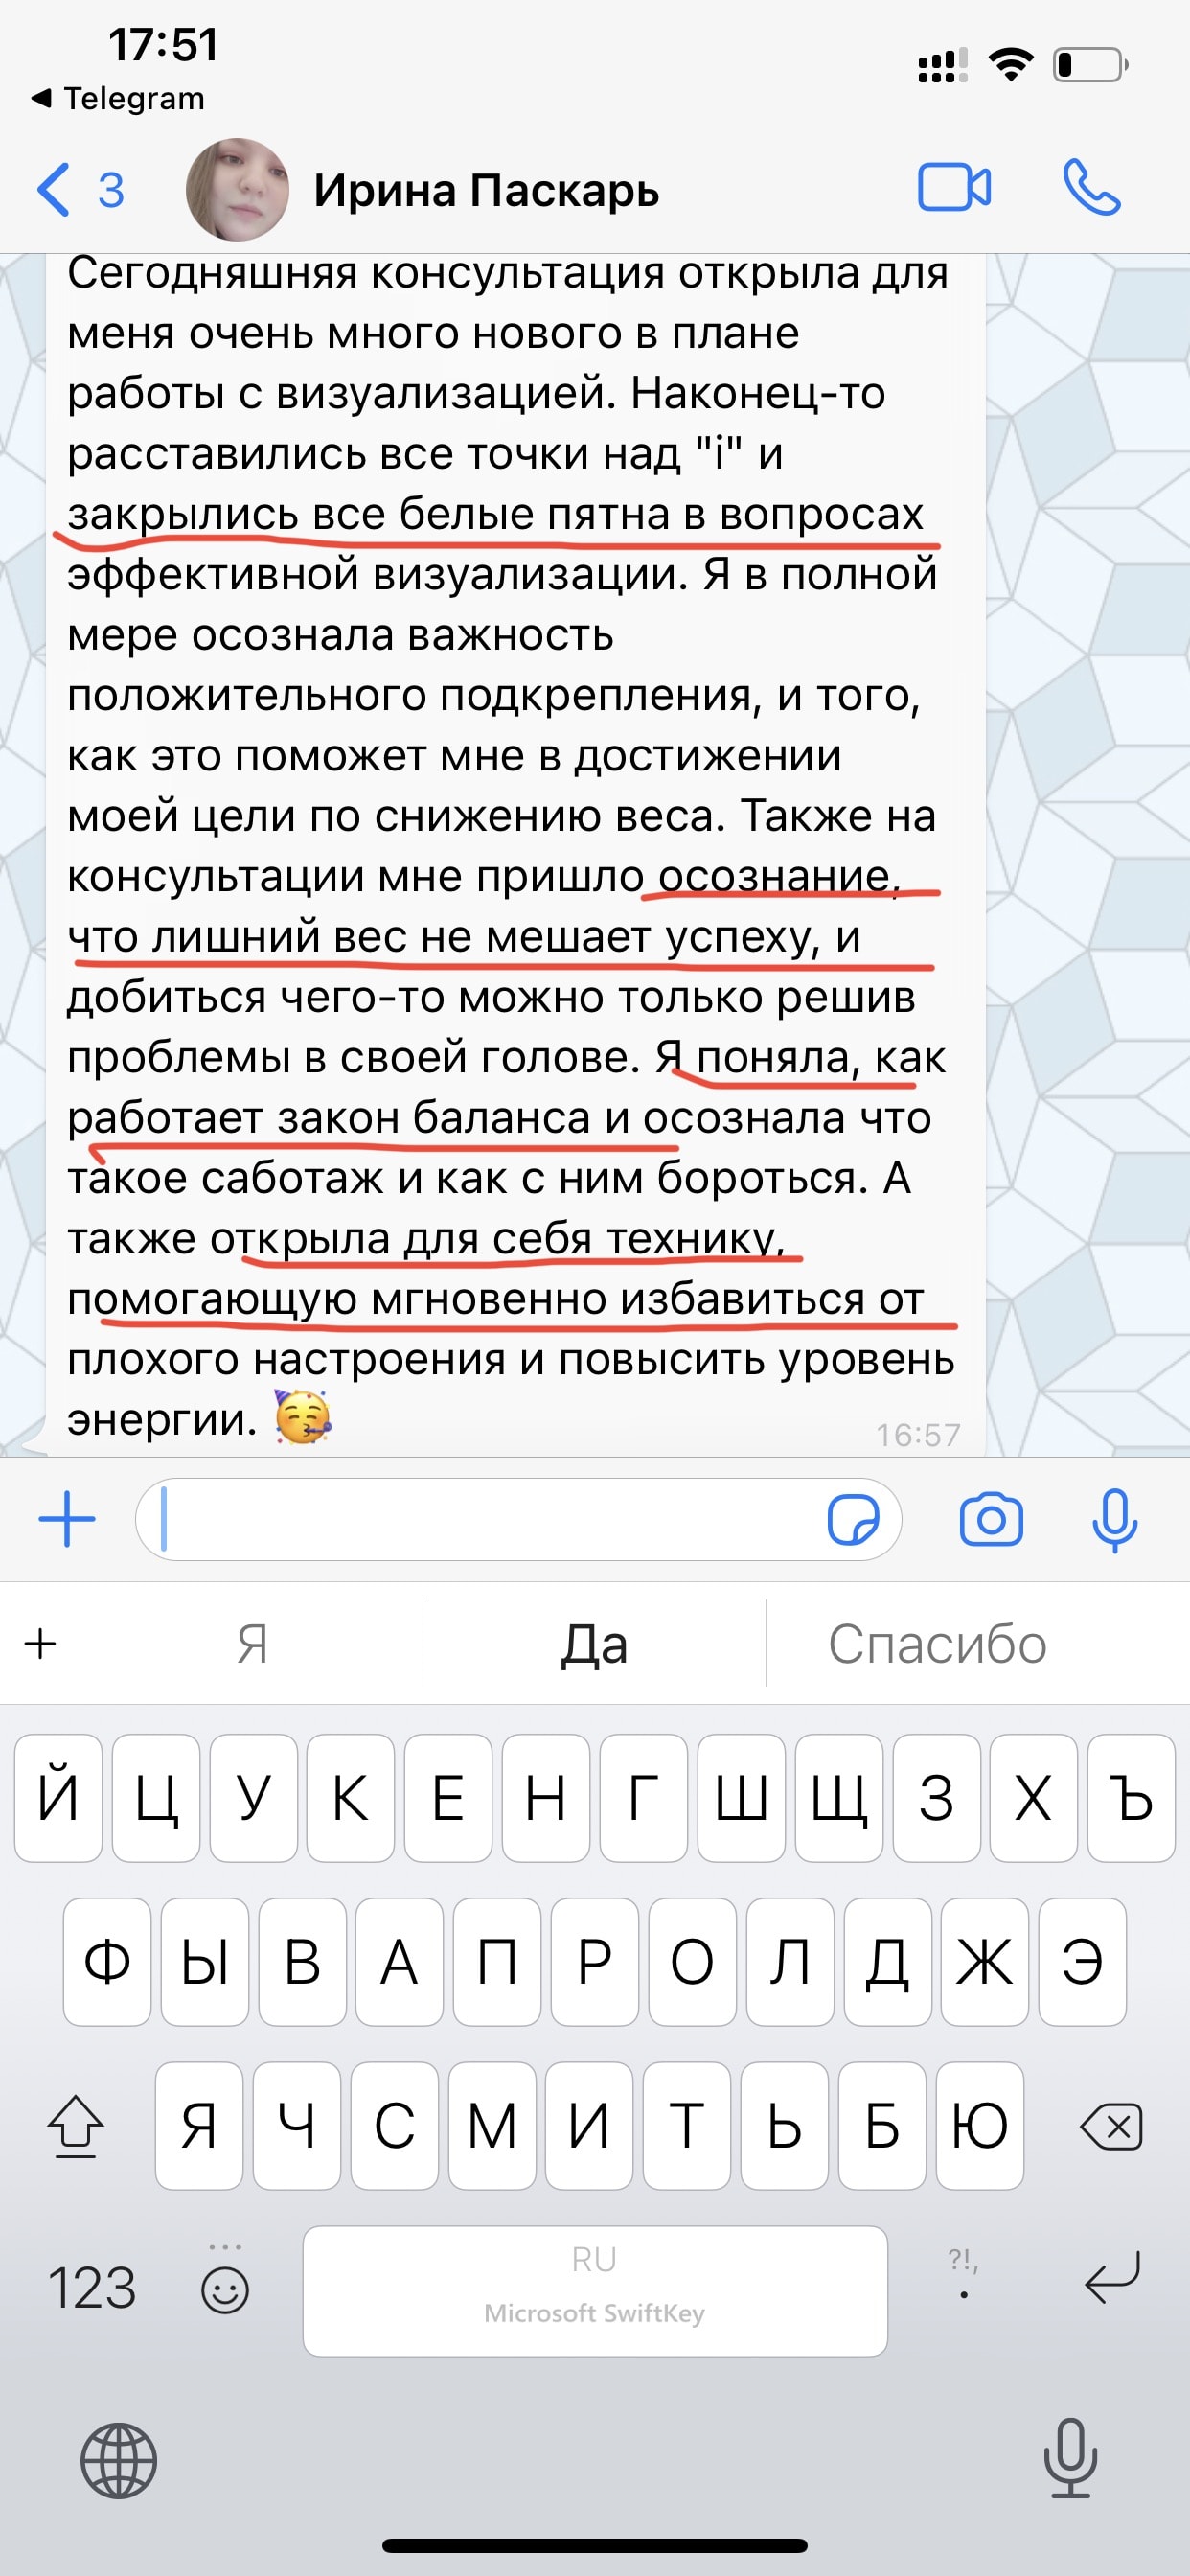 17:51
Telegram
3
Ирина Паскарь
Сегодняшняя консультация открыла для
меня очень много нового в плане
работы с визуализацией. Наконец-то
расставились все точки над "i" и
закрылись все белые пятна в вопросах
эффективной визуализации. Я в полной
мере осознала важность
положительного подкрепления, и того,
как это поможет мне в достижении
моей цели по снижению веса. Также на
консультации мне пришло осознание,
что лишний вес не мешает успеху, и
добиться чего-то можно только решив
проблемы в своей голове. Я поняла, как
работает закон баланса и осознала что
такое саботаж и как с ним бороться. А
также открыла для себя технику,
помогающую мгновенно избавиться от
плохого настроения и повысить уровень
энергии. 🥳
16:57
Я Да Спасибо
Й Ц У К Е Н Г Ш Щ З Х Ъ
Ф Ы В А П Р О Л Д Ж Э
Я Ч С М И Т Ь Б Ю
RU
?!,
123 .
Microsoft SwiftKey